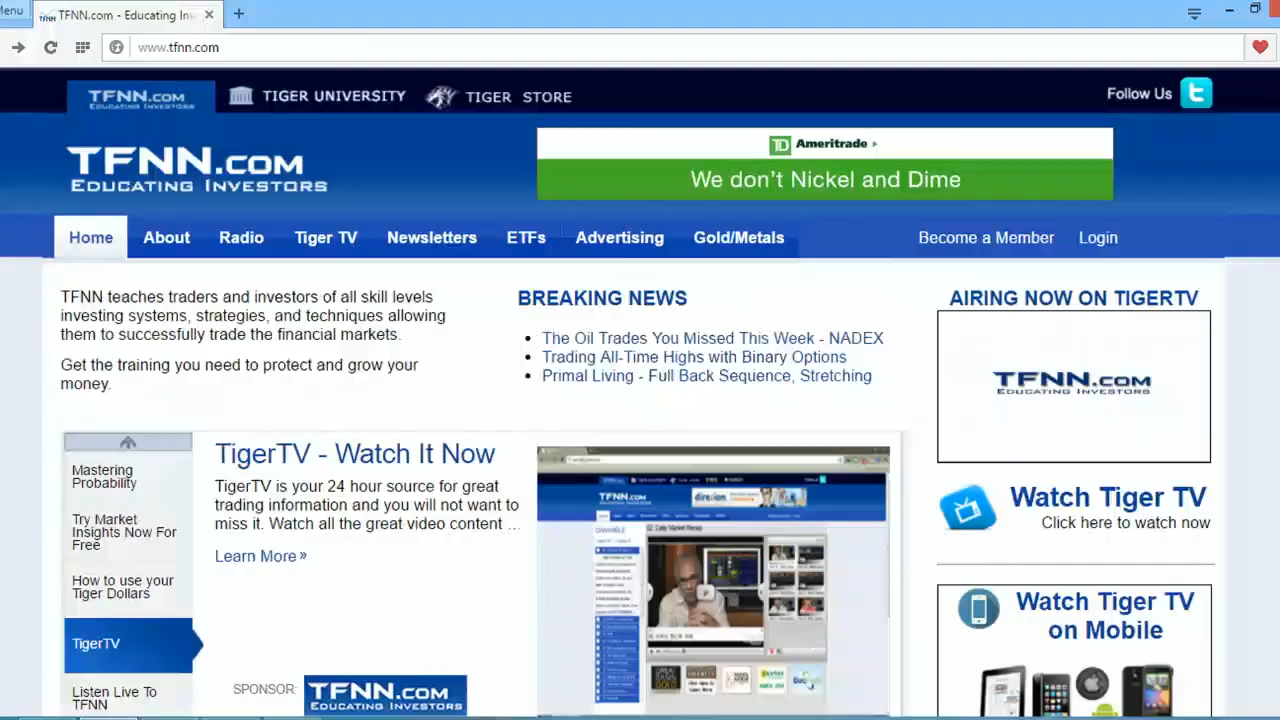 TFNN.com - Educating Inv
www.tfnn.com
TFNN.COM
EDUCATING INVESTORS
TIGER UNIVERSITY
TIGER STORE
Follow Us
TFNN.COM
EDUCATING INVESTORS
TD Ameritrade
We don't Nickel and Dime
Home
About
Radio
Tiger TV
Newsletters
ETFs
Advertising
Gold/Metals
Become a Member
Login
TFNN teaches traders and investors of all skill levels
investing systems, strategies, and techniques allowing
them to successfully trade the financial markets.
Get the training you need to protect and grow your
money.
BREAKING NEWS
The Oil Trades You Missed This Week - NADEX
Trading All-Time Highs with Binary Options
Primal Living - Full Back Sequence, Stretching
AIRING NOW ON TIGERTV
TFNN.COM
EDUCATING INVESTORS
Watch Tiger TV
Click here to watch now
Watch Tiger TV
on Mobile
Mastering
Probability
Try Market
Insights Now For
Free
How to use your
Tiger Dollars
TigerTV
Listen Live To
TFNN
TigerTV - Watch It Now
TigerTV is your 24 hour source for great
trading information and you will not want to
miss it. Watch all the great video content ...
Learn More »
SPONSOR:
TFNN.COM
EDUCATING INVESTORS
TFNN.COM